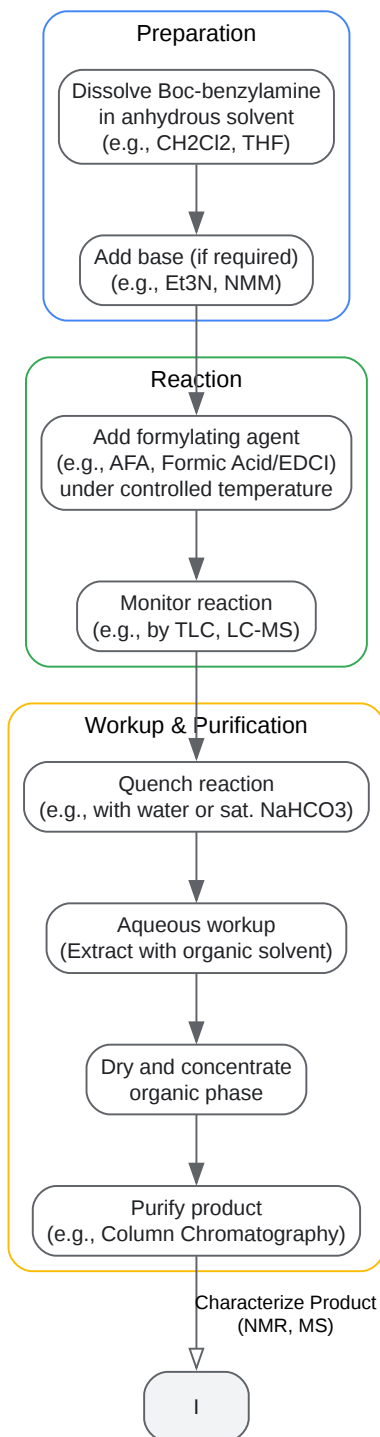 Preparation
Dissolve Boc-benzylamine
in anhydrous solvent
(e.g., CH2Cl2, THF)
Add base (if required)
(e.g., Et3N, NMM)
Reaction
Add formylating agent
(e.g., AFA, Formic Acid/EDCI)
under controlled temperature
Monitor reaction
(e.g., by TLC, LC-MS)
Workup & Purification
Quench reaction
(e.g., with water or sat. NaHCO3)
Aqueous workup
(Extract with organic solvent)
Dry and concentrate
organic phase
Purify product
(e.g., Column Chromatography)
Characterize Product
(NMR, MS)
I